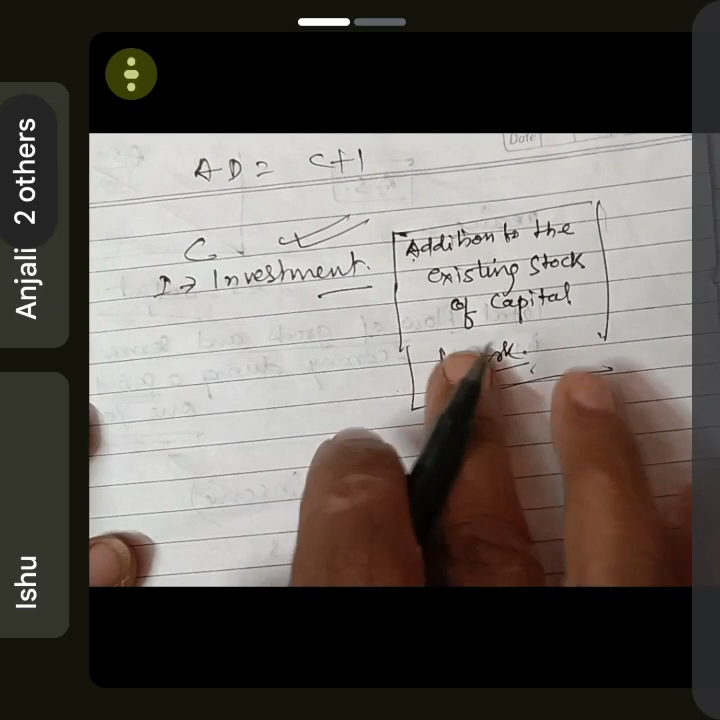 Anjali 2 others
Ishu
Date
AD = C+I
C
I → Investment.
Addition to the
existing stock
of Capital